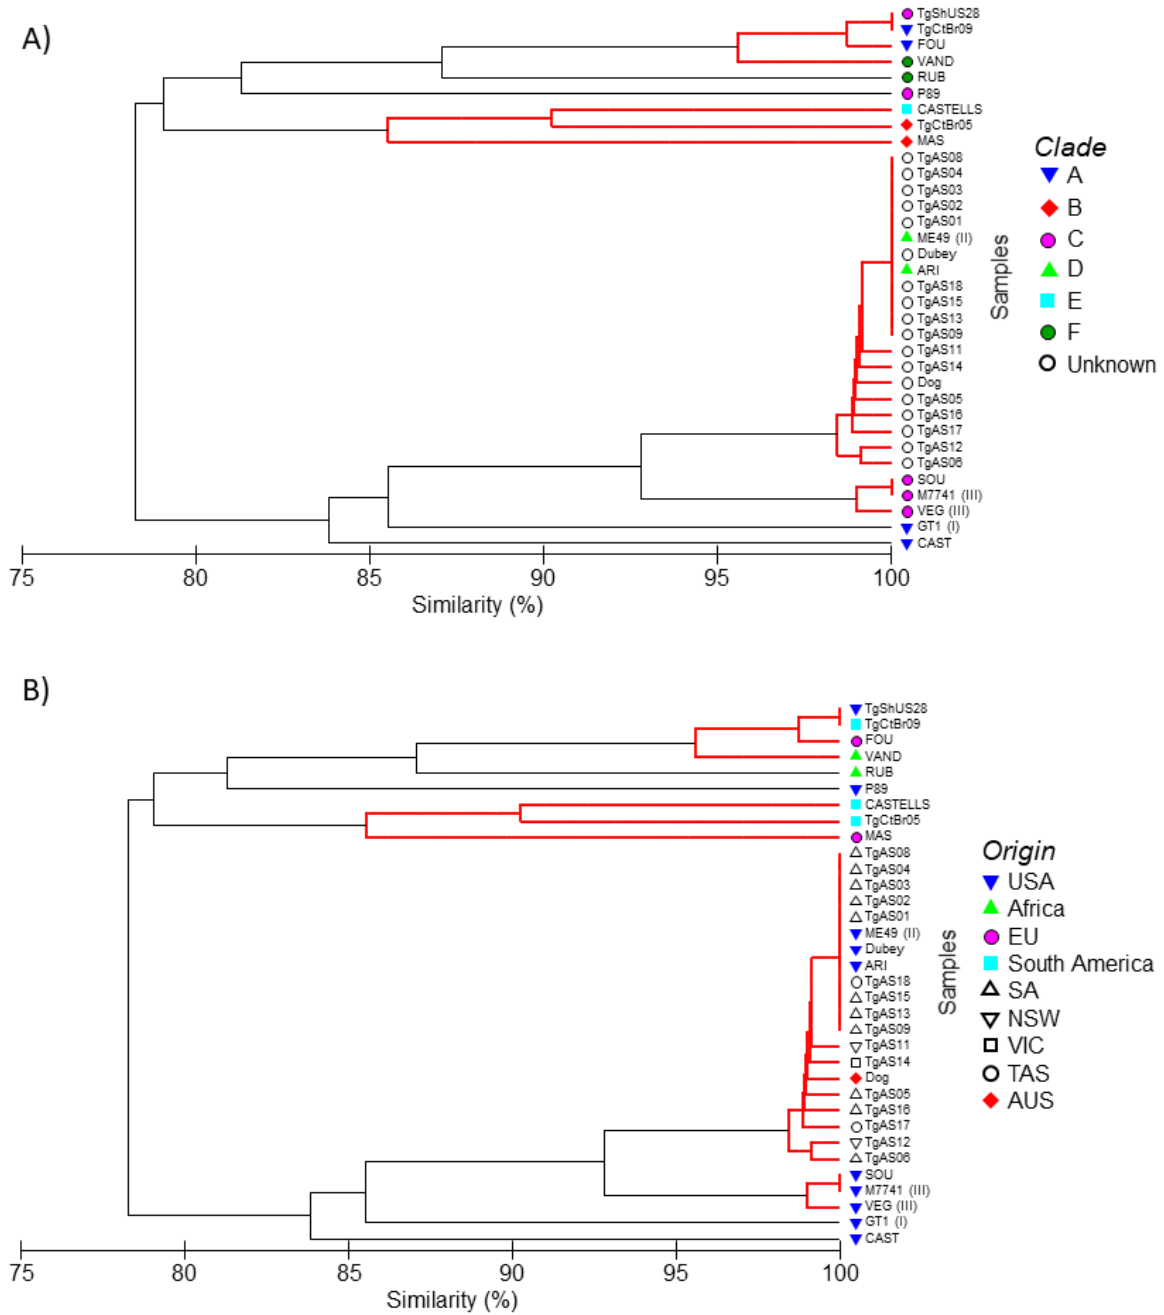 A)
TgShUS28
TgCtBr09
FOU
VAND
RUB
P89
CASTELLS
TgCtBr05
MAS
TgAS08
TgAS04
TgAS03
TgAS02
TgAS01
ME49 (II)
Dubey
ARI
TgAS18
TgAS15
TgAS13
TgAS09
TgAS11
TgAS14
Dog
TgAS05
TgAS16
TgAS17
TgAS12
TgAS06
SOU
M7741 (III)
VEG (III)
GT1 (I)
CAST
Samples
Clade
A
B
C
D
E
F
Unknown
75 80 85 90 95 100
Similarity (%)
B)
TgShUS28
TgCtBr09
FOU
VAND
RUB
P89
CASTELLS
TgCtBr05
MAS
TgAS08
TgAS04
TgAS03
TgAS02
TgAS01
ME49 (II)
Dubey
ARI
TgAS18
TgAS15
TgAS13
TgAS09
TgAS11
TgAS14
Dog
TgAS05
TgAS16
TgAS17
TgAS12
TgAS06
SOU
M7741 (III)
VEG (III)
GT1 (I)
CAST
Samples
Origin
USA
Africa
EU
South America
SA
NSW
VIC
TAS
AUS
75 80 85 90 95 100
Similarity (%)